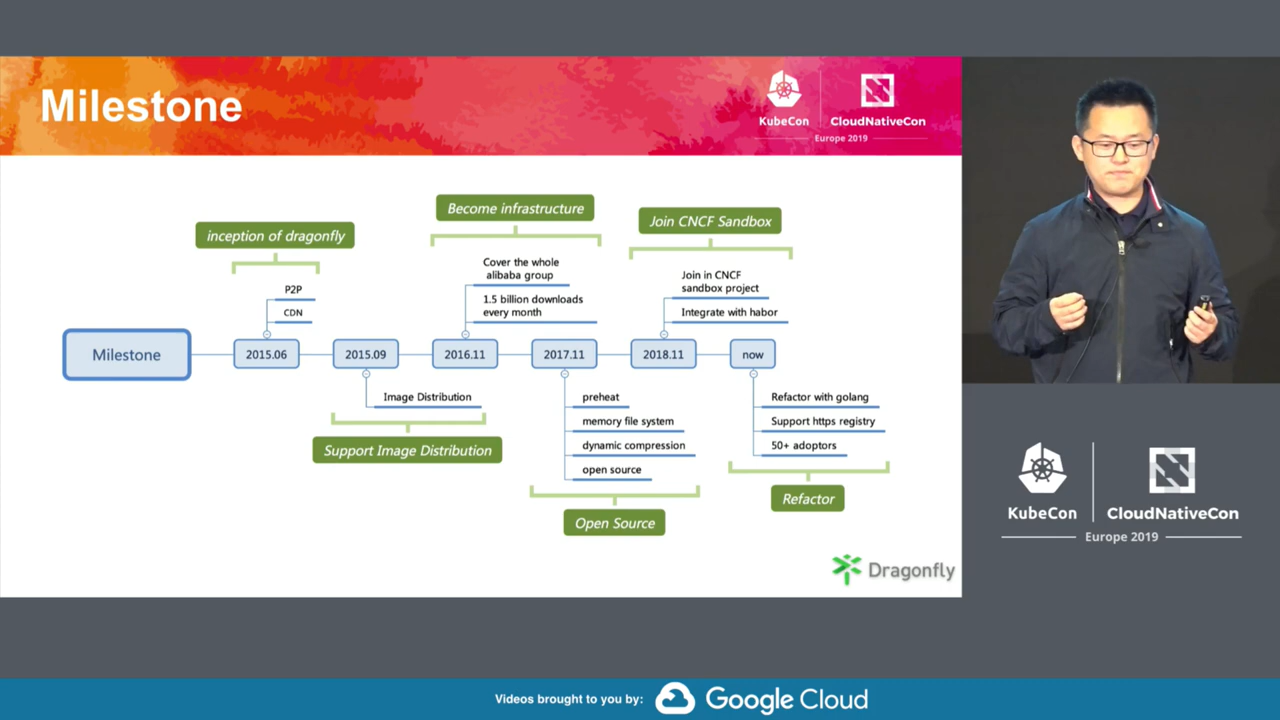 Milestone
KubeCon
CloudNativeCon
Europe 2019
Become infrastructure
Join CNCF Sandbox
inception of dragonfly
Cover the whole
alibaba group
Join in CNCF
sandbox project
P2P
1.5 billion downloads
every month
CDN
Integrate with habor
Milestone
2015.06
2015.09
2016.11
2017.11
2018.11
now
Image Distribution
preheat
Refactor with golang
memory file system
Support https registry
Support Image Distribution
dynamic compression
50+ adoptors
open source
Refactor
Open Source
Dragonfly
KubeCon
CloudNativeCon
Europe 2019
Videos brought to you by:
Google Cloud